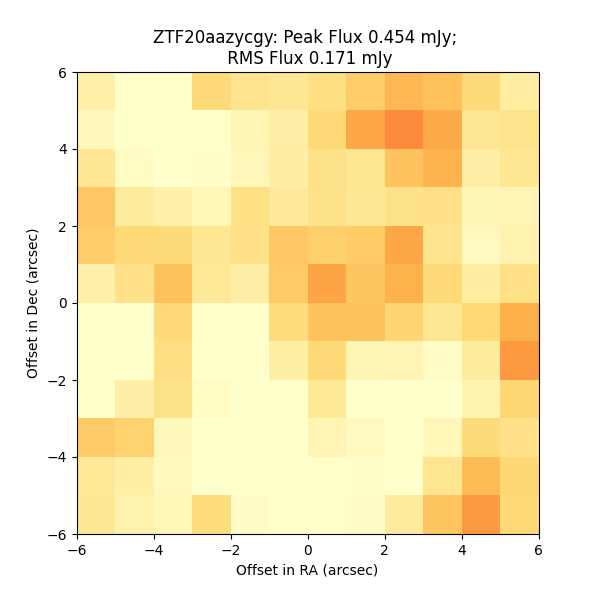 ZTF20aazycgy: Peak Flux 0.454 mJy;
RMS Flux 0.171 mJy
6
4
2
0
−2
−4
−6
Offset in Dec (arcsec)
−6 −4 −2 0 2 4 6
Offset in RA (arcsec)